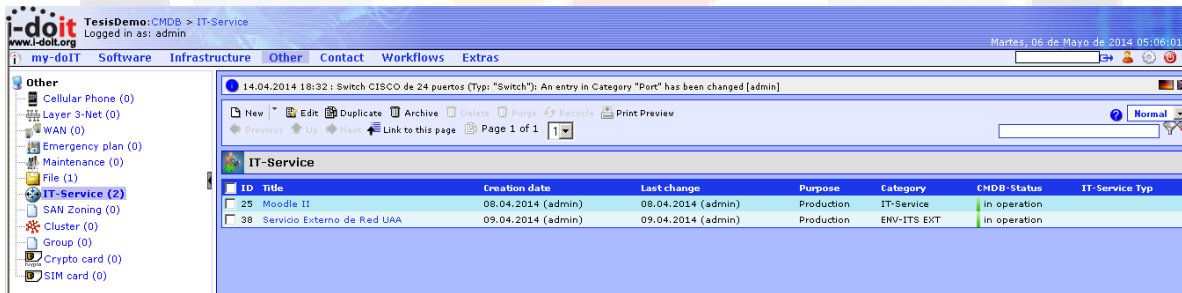 i-doit
www.i-doit.org
TesisDemo:CMDB > IT-Service
Logged in as: admin
Martes, 06 de Mayo de 2014 05:06:01
my-doIT Software Infrastructure Other Contact Workflows Extras
Other
Cellular Phone (0)
Layer 3-Net (0)
WAN (0)
Emergency plan (0)
Maintenance (0)
File (1)
IT-Service (2)
SAN Zoning (0)
Cluster (0)
Group (0)
Crypto card (0)
SIM card (0)
14.04.2014 18:32 : Switch CISCO de 24 puertos (Typ: "Switch"): An entry in Category "Port" has been changed [admin]
New Edit Duplicate Archive Delete Purge Recycle Print Preview
Normal
Previous Up Next Link to this page Page 1 of 1 1
IT-Service
ID Title Creation date Last change Purpose Category CMDB-Status IT-Service Typ
25 Moodle II 08.04.2014 (admin) 08.04.2014 (admin) Production IT-Service in operation
38 Servicio Externo de Red UAA 09.04.2014 (admin) 09.04.2014 (admin) Production ENV-ITS EXT in operation